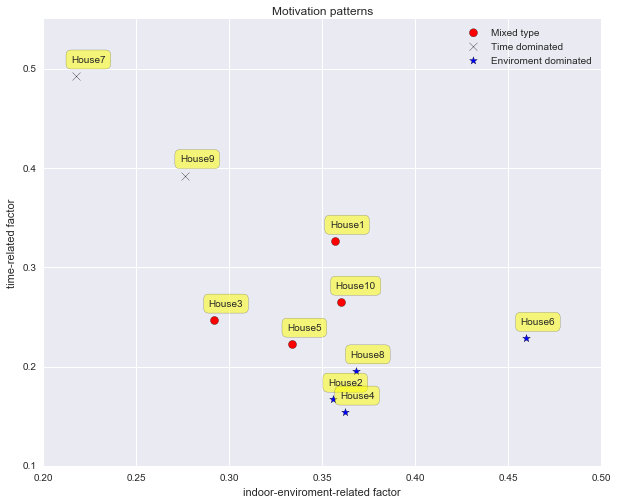 Motivation patterns
Mixed type
Time dominated
Enviroment dominated
House7
House9
House1
House10
House3
House5
House6
House8
House2
House4
0.5
0.4
0.3
0.2
0.1
time-related factor
0.20 0.25 0.30 0.35 0.40 0.45 0.50
indoor-enviroment-related factor